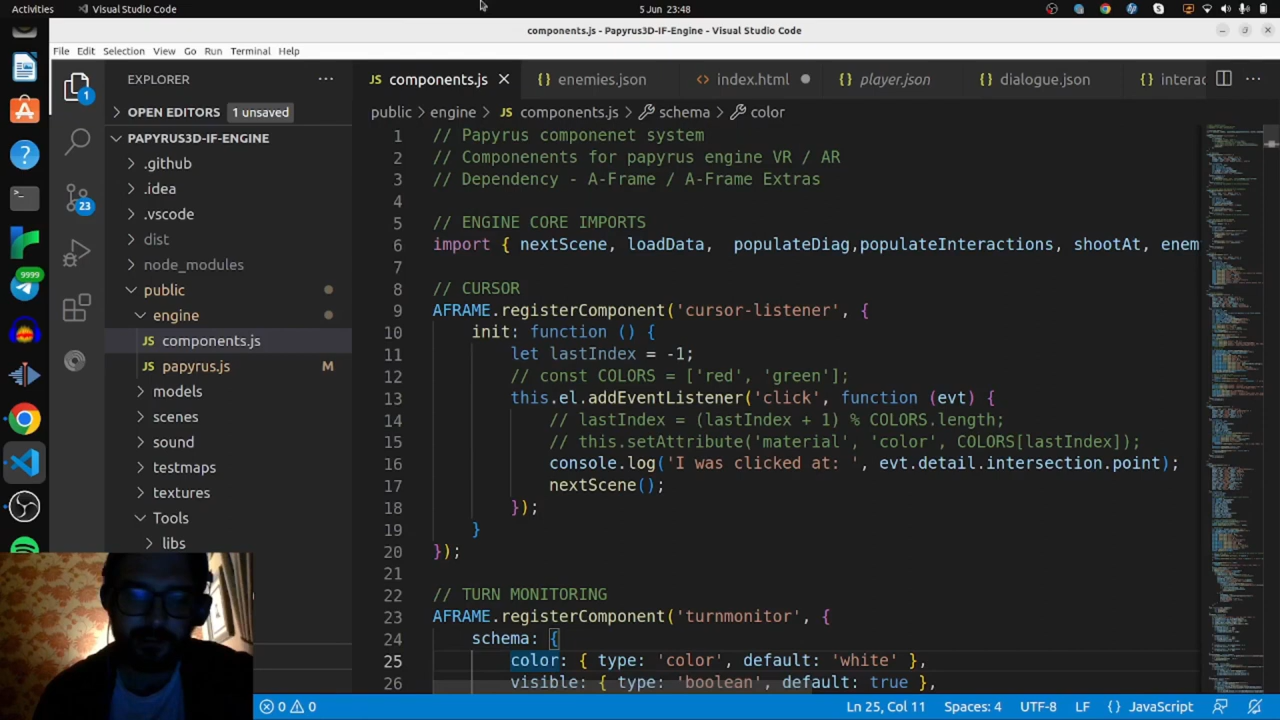 Activities
Visual Studio Code
5 Jun 23:48
components.js - Papyrus3D-IF-Engine - Visual Studio Code
File Edit Selection View Go Run Terminal Help
EXPLORER
JS components.js
{} enemies.json
<> index.html
{} player.json
{} dialogue.json
{} interac
1
OPEN EDITORS
1 unsaved
public > engine > JS components.js > schema > color
PAPYRUS3D-IF-ENGINE
.github
.idea
.vscode
dist
node_modules
public
engine
JS components.js
JS papyrus.js M
models
scenes
sound
testmaps
textures
Tools
libs
23
9999
1 // Papyrus componenet system
2 // Componenents for papyrus engine VR / AR
3 // Dependency - A-Frame / A-Frame Extras
4
5 // ENGINE CORE IMPORTS
6 import { nextScene, loadData,  populateDiag,populateInteractions, shootAt, enem
7
8 // CURSOR
9 AFRAME.registerComponent('cursor-listener', {
10 init: function () {
11 let lastIndex = -1;
12 // const COLORS = ['red', 'green'];
13 this.el.addEventListener('click', function (evt) {
14 // lastIndex = (lastIndex + 1) % COLORS.length;
15 // this.setAttribute('material', 'color', COLORS[lastIndex]);
16 console.log('I was clicked at: ', evt.detail.intersection.point);
17 nextScene();
18 });
19 }
20 });
21
22 // TURN MONITORING
23 AFRAME.registerComponent('turnmonitor', {
24 schema: {
25 color: { type: 'color', default: 'white' },
26 visible: { type: 'boolean', default: true },
0 0
Ln 25, Col 11
Spaces: 4
UTF-8
LF
{} JavaScript